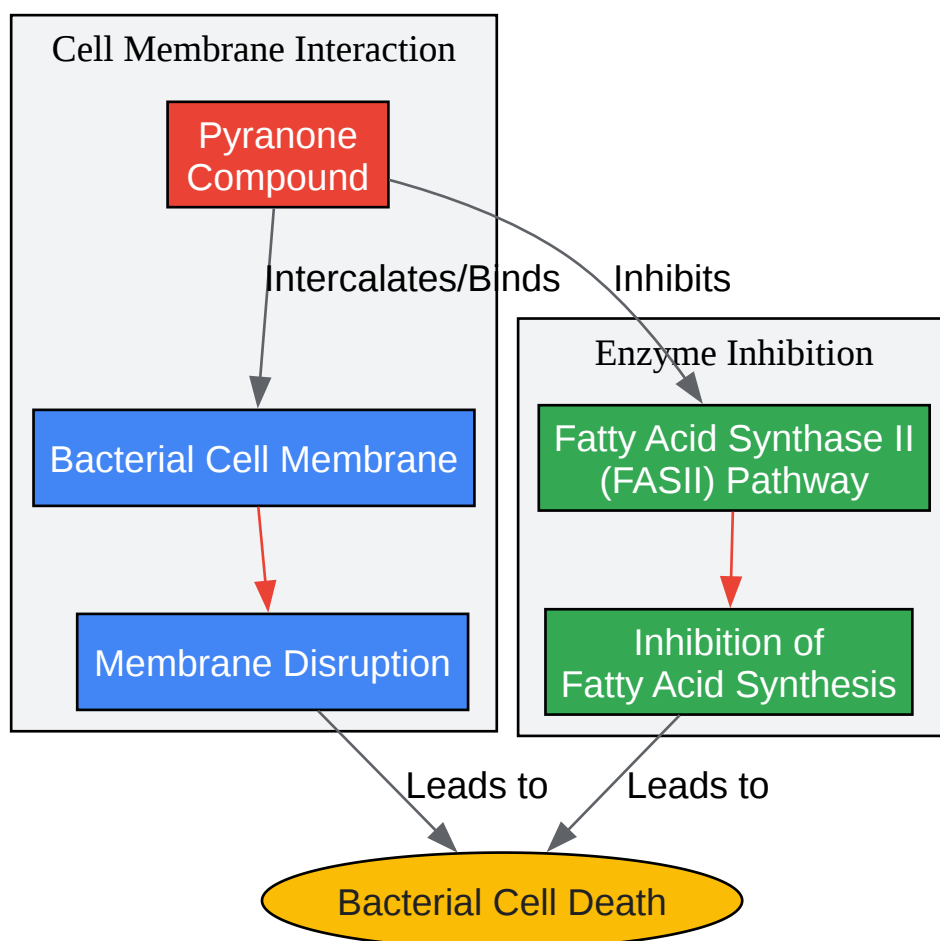 Cell Membrane Interaction
Pyranone
Compound
Intercalates/Binds
Inhibits
Enzyme Inhibition
Bacterial Cell Membrane
Fatty Acid Synthase II
(FASII) Pathway
Membrane Disruption
Inhibition of
Fatty Acid Synthesis
Leads to
Leads to
Bacterial Cell Death